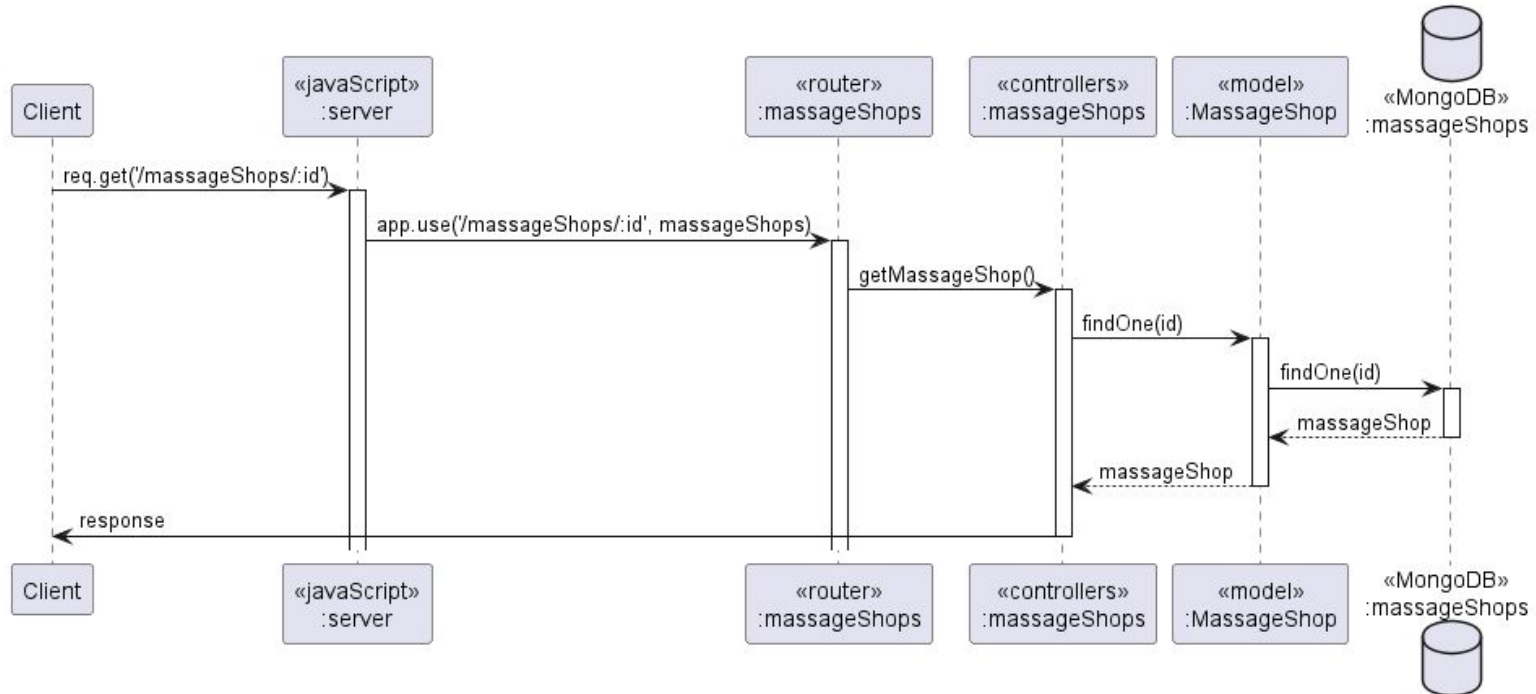 «MongoDB»
:massageShops
Client
«javaScript»
:server
«router»
:massageShops
«controllers»
:massageShops
«model»
:MassageShop
req.get('/massageShops/:id')
app.use('/massageShops/:id', massageShops)
getMassageShop()
findOne(id)
findOne(id)
massageShop
massageShop
response
Client
«javaScript»
:server
«router»
:massageShops
«controllers»
:massageShops
«model»
:MassageShop
«MongoDB»
:massageShops